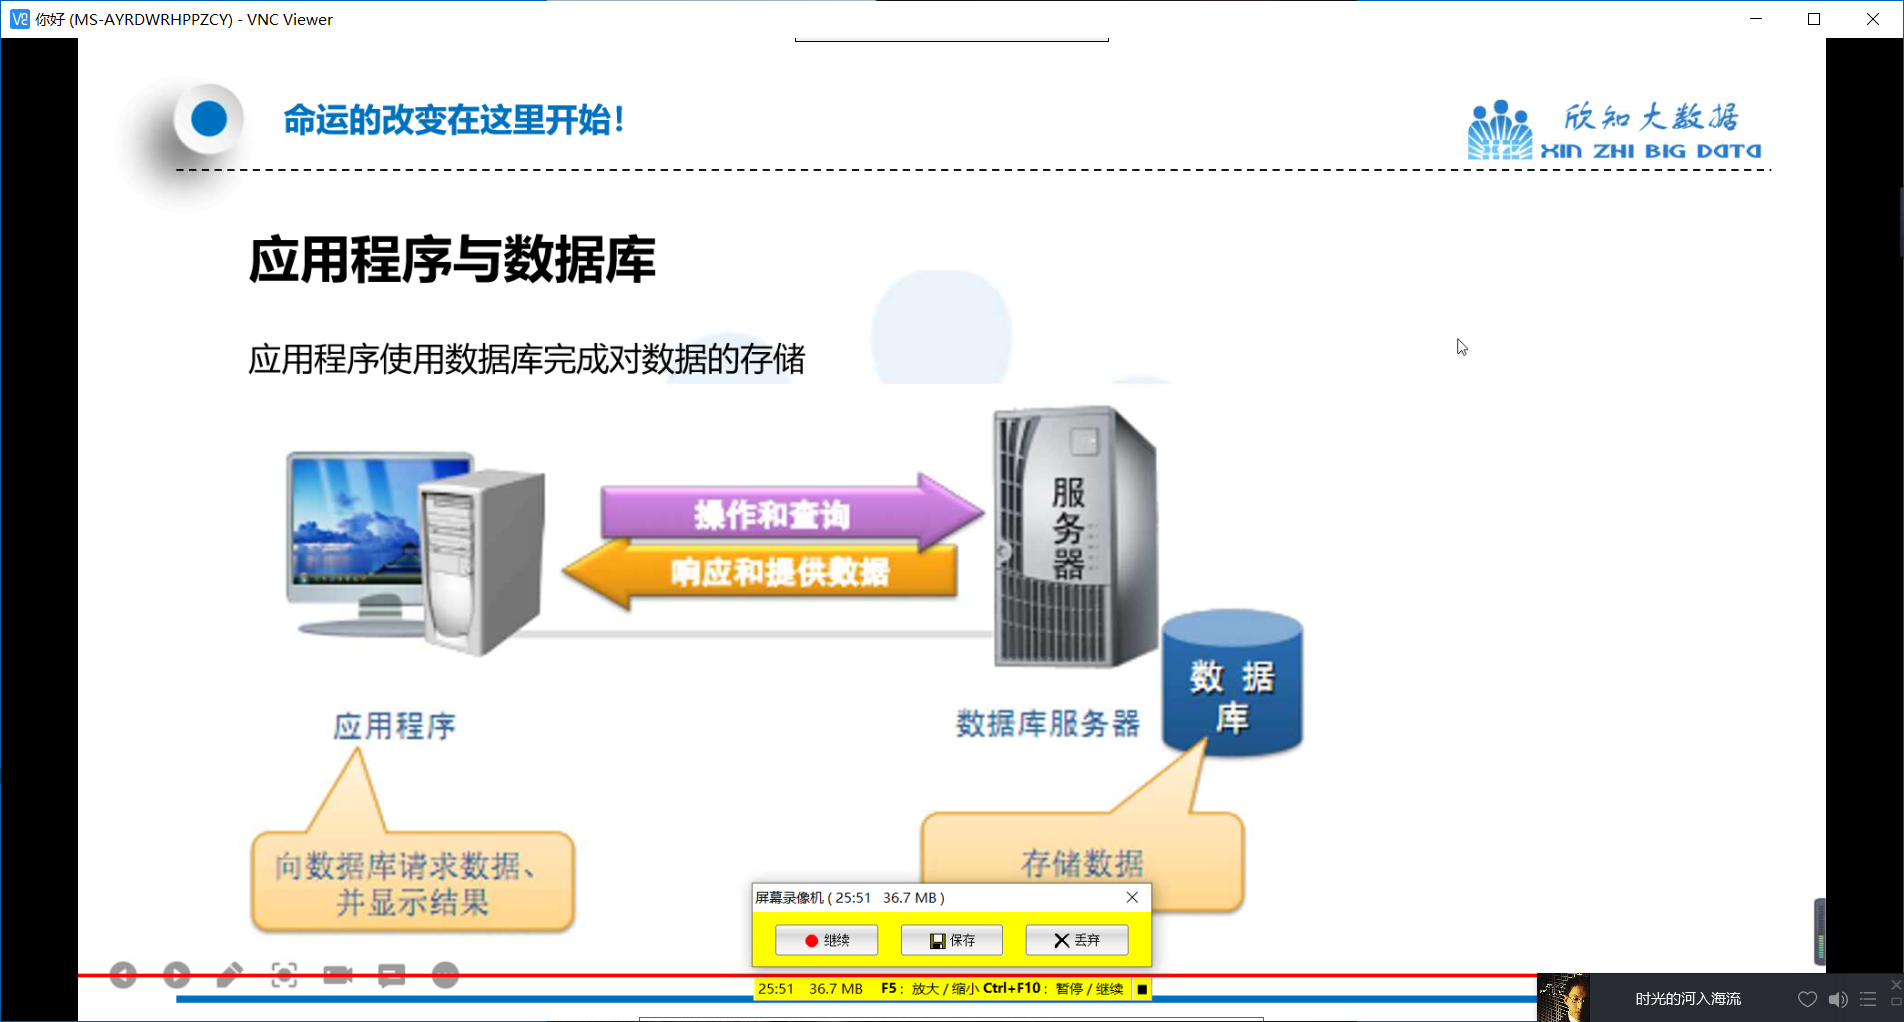 你好 (MS-AYRDWRHPPZCY) - VNC Viewer
命运的改变在这里开始!
欣知大数据
XIN ZHI BIG DATA
应用程序与数据库
应用程序使用数据库完成对数据的存储
操作和查询
响应和提供数据
服务器
数 据
库
应用程序
数据库服务器
向数据库请求数据、
并显示结果
存储数据
屏幕录像机 ( 25:51 36.7 MB )
继续 保存 丢弃
25:51 36.7 MB F5 : 放大 / 缩小 Ctrl+F10 : 暂停 / 继续
时光的河入海流